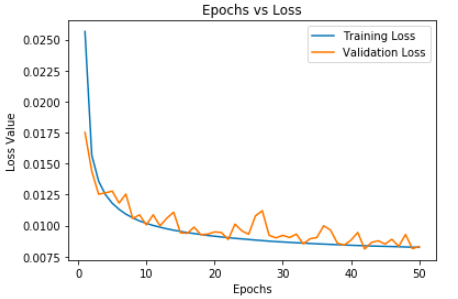 Epochs vs Loss
Training Loss
Validation Loss
Loss Value
0.0250
0.0225
0.0200
0.0175
0.0150
0.0125
0.0100
0.0075
0 10 20 30 40 50
Epochs